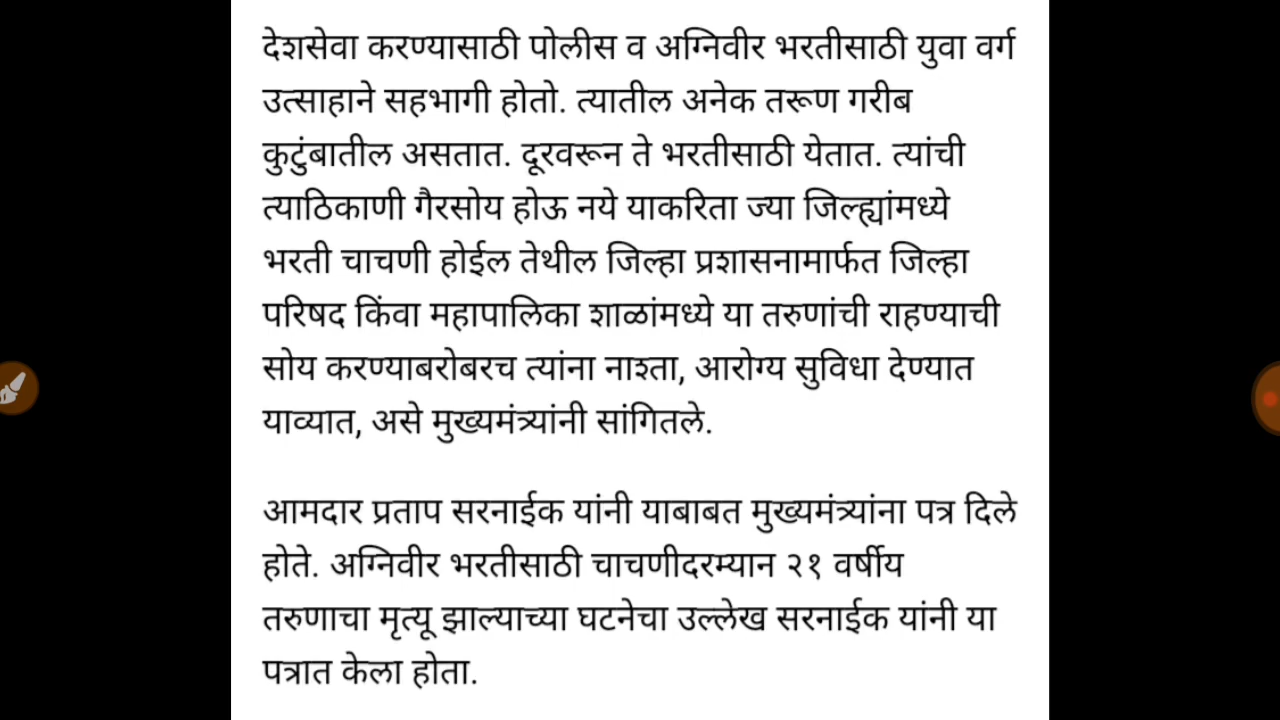 देशसेवा करण्यासाठी पोलीस व अग्निवीर भरतीसाठी युवा वर्ग
उत्साहाने सहभागी होतो. त्यातील अनेक तरूण गरीब
कुटुंबातील असतात. दूरवरून ते भरतीसाठी येतात. त्यांची
त्याठिकाणी गैरसोय होऊ नये याकरिता ज्या जिल्ह्यांमध्ये
भरती चाचणी होईल तेथील जिल्हा प्रशासनामार्फत जिल्हा
परिषद किंवा महापालिका शाळांमध्ये या तरुणांची राहण्याची
सोय करण्याबरोबरच त्यांना नाश्ता, आरोग्य सुविधा देण्यात
याव्यात, असे मुख्यमंत्र्यांनी सांगितले.
आमदार प्रताप सरनाईक यांनी याबाबत मुख्यमंत्र्यांना पत्र दिले
होते. अग्निवीर भरतीसाठी चाचणीदरम्यान २१ वर्षीय
तरुणाचा मृत्यू झाल्याच्या घटनेचा उल्लेख सरनाईक यांनी या
पत्रात केला होता.